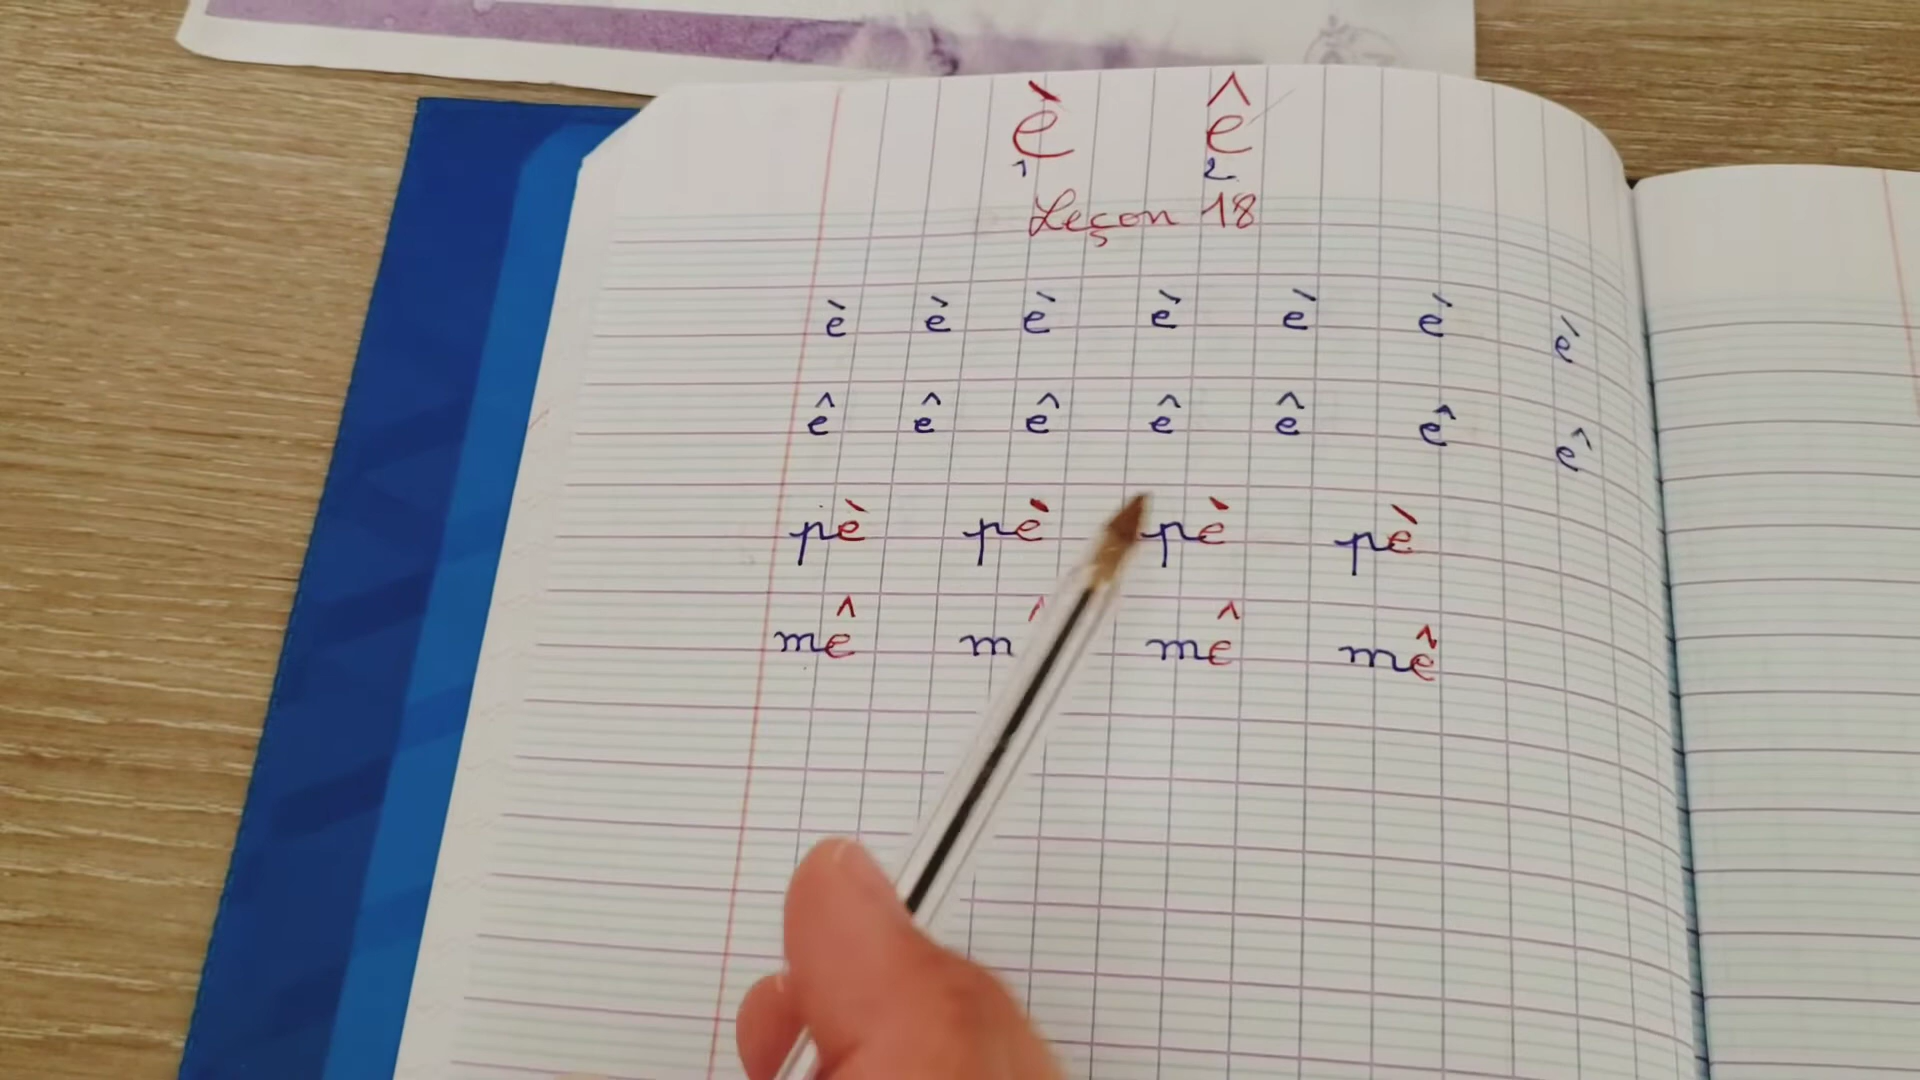 è ê
1 2
Leçon 18
è è è è è è è
ê ê ê ê ê ê ê
pè pè pè pè
mê m mê mê